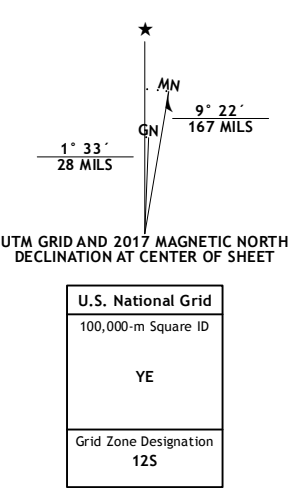 ★
MN
GN
9° 22´
167 MILS
1° 33´
28 MILS
UTM GRID AND 2017 MAGNETIC NORTH
DECLINATION AT CENTER OF SHEET
U.S. National Grid
100,000-m Square ID
YE
Grid Zone Designation
12S